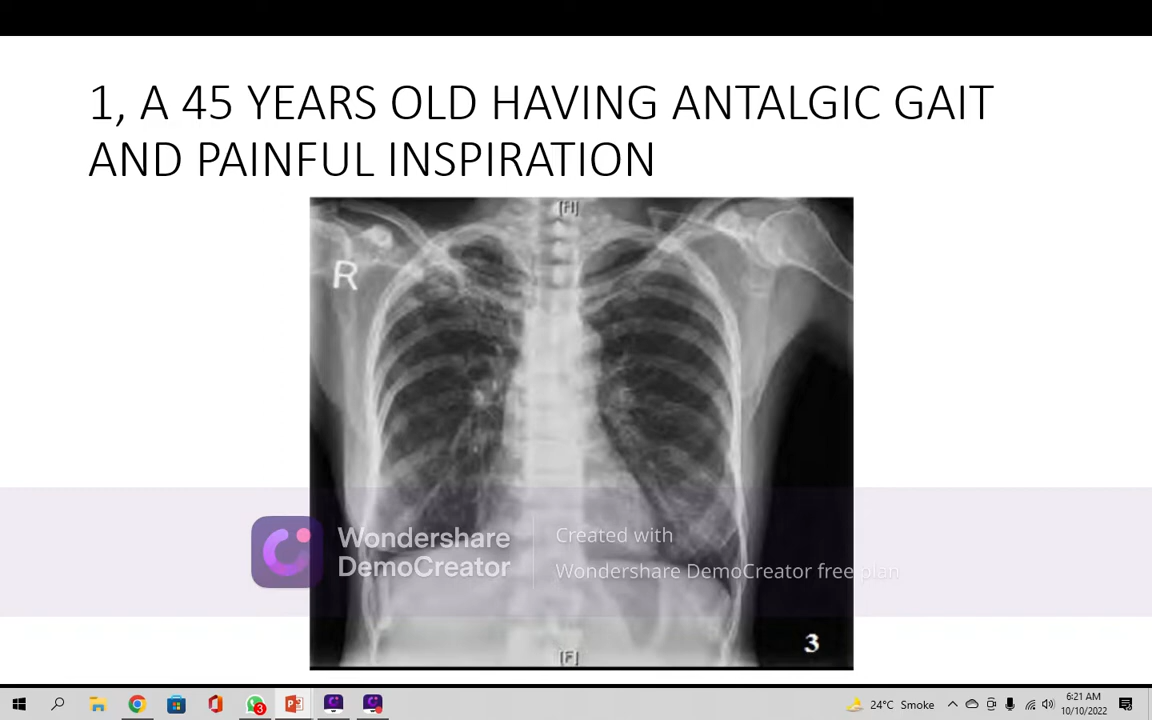 1, A 45 YEARS OLD HAVING ANTALGIC GAIT
AND PAINFUL INSPIRATION
[H]
R
Wondershare
DemoCreator
Created with
Wondershare DemoCreator free plan
3
[F]
3
24°C Smoke
6:21 AM
10/10/2022